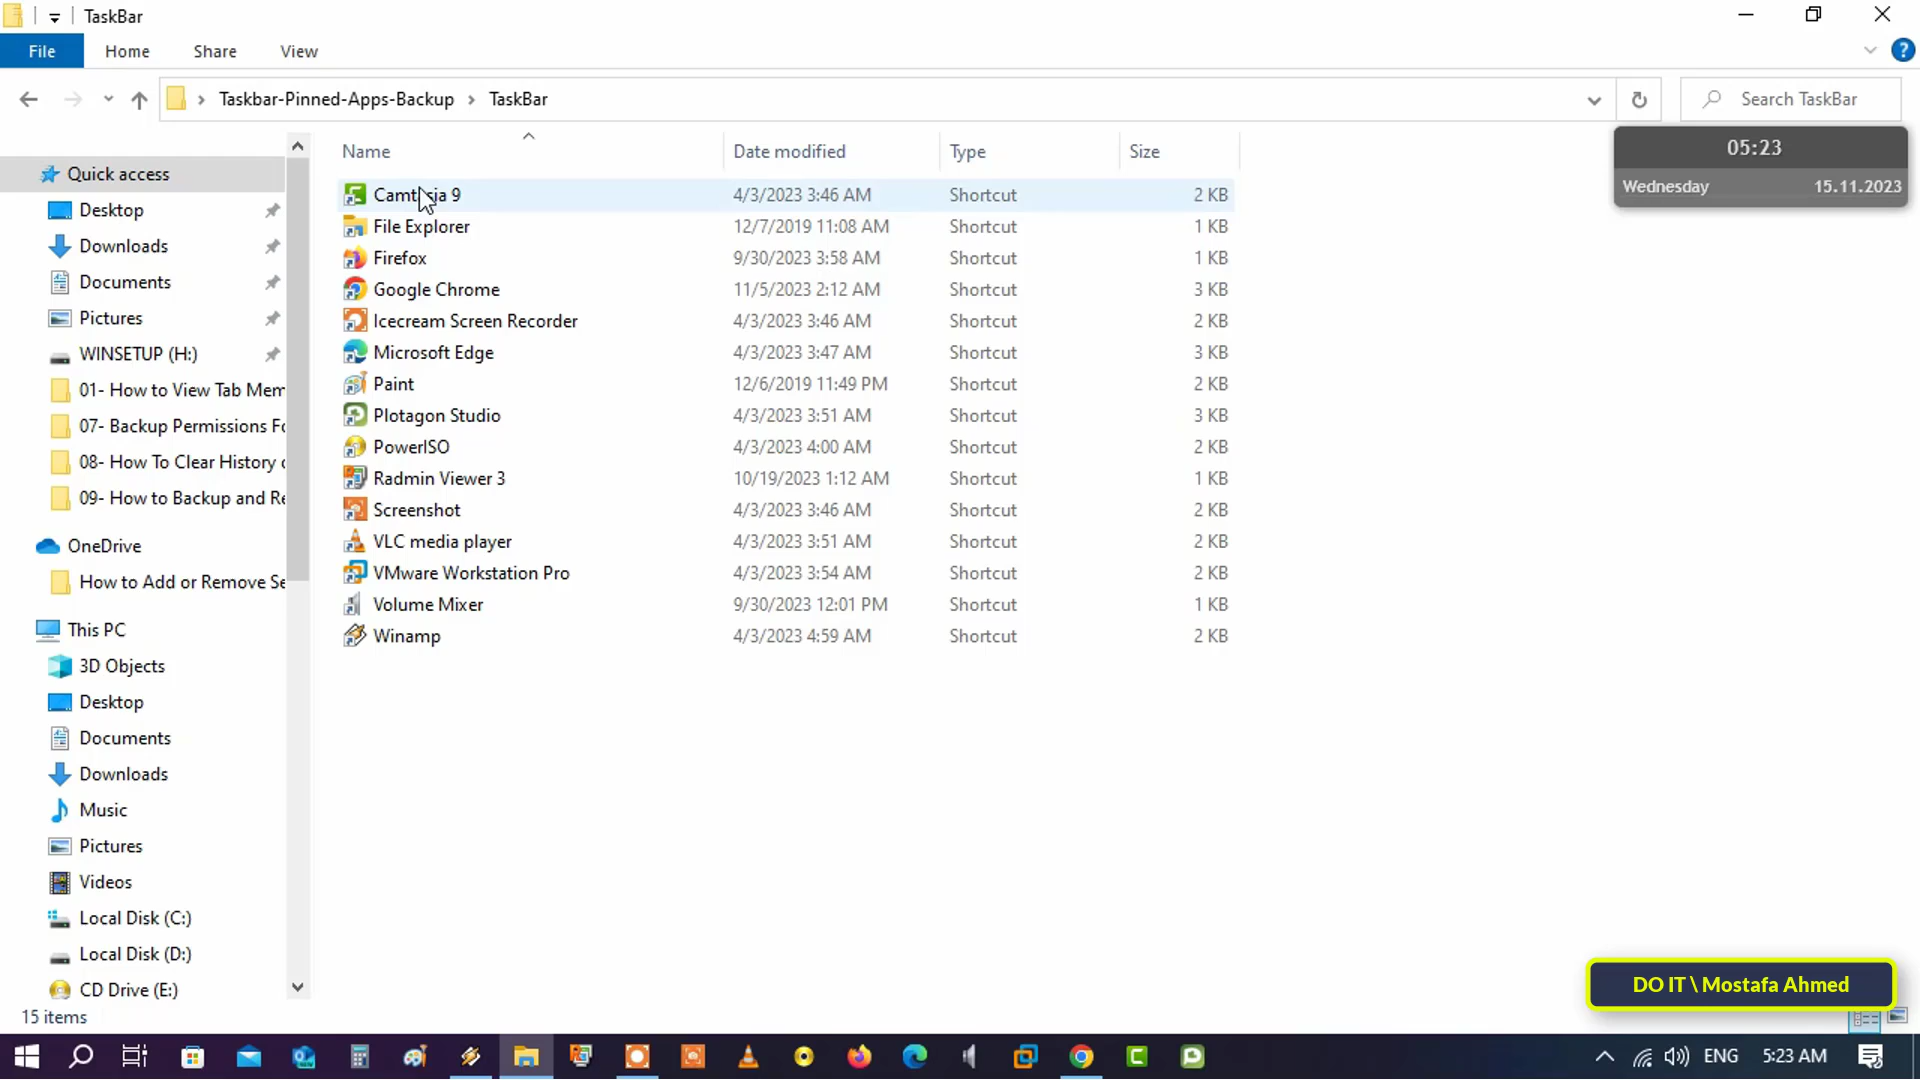 TaskBar
File Home Share View
Taskbar-Pinned-Apps-Backup TaskBar Search TaskBar
05:23
Wednesday 15.11.2023
Quick access
Desktop
Downloads
Documents
Pictures
WINSETUP (H:)
01- How to View Tab Mem
07- Backup Permissions Fo
08- How To Clear History
09- How to Backup and Re
OneDrive
How to Add or Remove Se
This PC
3D Objects
Desktop
Documents
Downloads
Music
Pictures
Videos
Local Disk (C:)
Local Disk (D:)
CD Drive (E:)
Name Date modified Type Size
Camtasia 9 4/3/2023 3:46 AM Shortcut 2 KB
File Explorer 12/7/2019 11:08 AM Shortcut 1 KB
Firefox 9/30/2023 3:58 AM Shortcut 1 KB
Google Chrome 11/5/2023 2:12 AM Shortcut 3 KB
Icecream Screen Recorder 4/3/2023 3:46 AM Shortcut 2 KB
Microsoft Edge 4/3/2023 3:47 AM Shortcut 3 KB
Paint 12/6/2019 11:49 PM Shortcut 2 KB
Plotagon Studio 4/3/2023 3:51 AM Shortcut 3 KB
PowerISO 4/3/2023 4:00 AM Shortcut 2 KB
Radmin Viewer 3 10/19/2023 1:12 AM Shortcut 1 KB
Screenshot 4/3/2023 3:46 AM Shortcut 2 KB
VLC media player 4/3/2023 3:51 AM Shortcut 2 KB
VMware Workstation Pro 4/3/2023 3:54 AM Shortcut 2 KB
Volume Mixer 9/30/2023 12:01 PM Shortcut 1 KB
Winamp 4/3/2023 4:59 AM Shortcut 2 KB
DO IT \ Mostafa Ahmed
15 items
ENG 5:23 AM